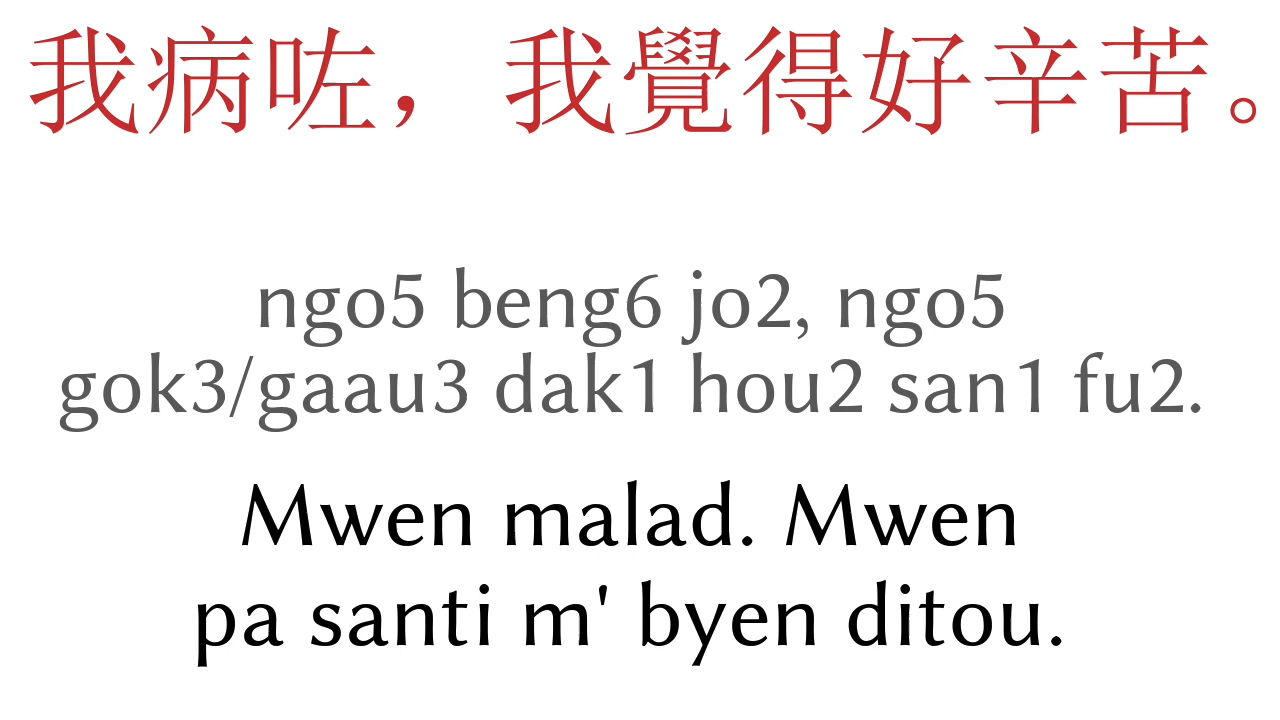 我病咗，我覺得好辛苦。
ngo5 beng6 jo2, ngo5
gok3/gaau3 dak1 hou2 san1 fu2.
Mwen malad. Mwen
pa santi m' byen ditou.